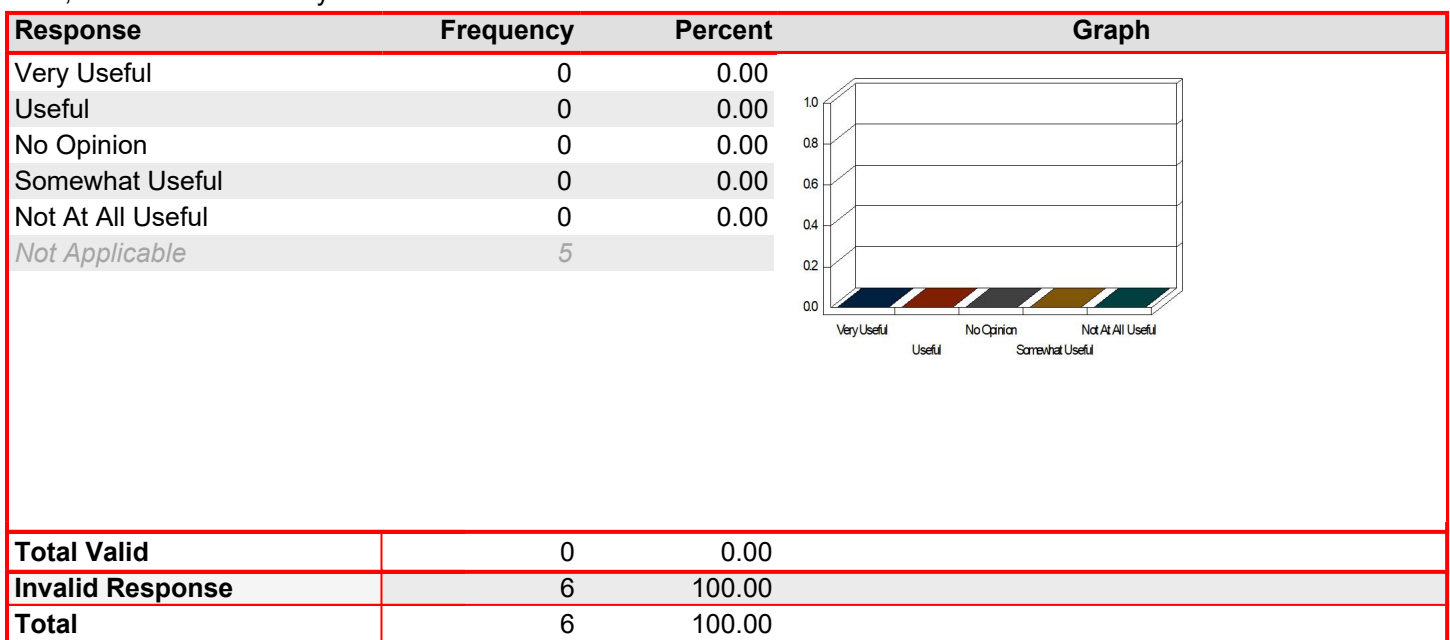 Response Frequency Percent Graph
Very Useful 0 0.00
Useful 0 0.00
No Opinion 0 0.00
Somewhat Useful 0 0.00
Not At All Useful 0 0.00
Not Applicable 5
1.0
0.8
0.6
0.4
0.2
0.0
Very Useful No Opinion Not At All Useful
Useful Somewhat Useful
Total Valid 0 0.00
Invalid Response 6 100.00
Total 6 100.00